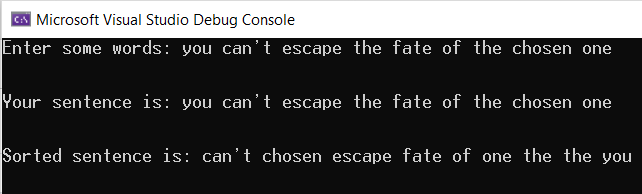 Microsoft Visual Studio Debug Console
Enter some words: you can't escape the fate of the chosen one
Your sentence is: you can't escape the fate of the chosen one
Sorted sentence is: can't chosen escape fate of one the the you